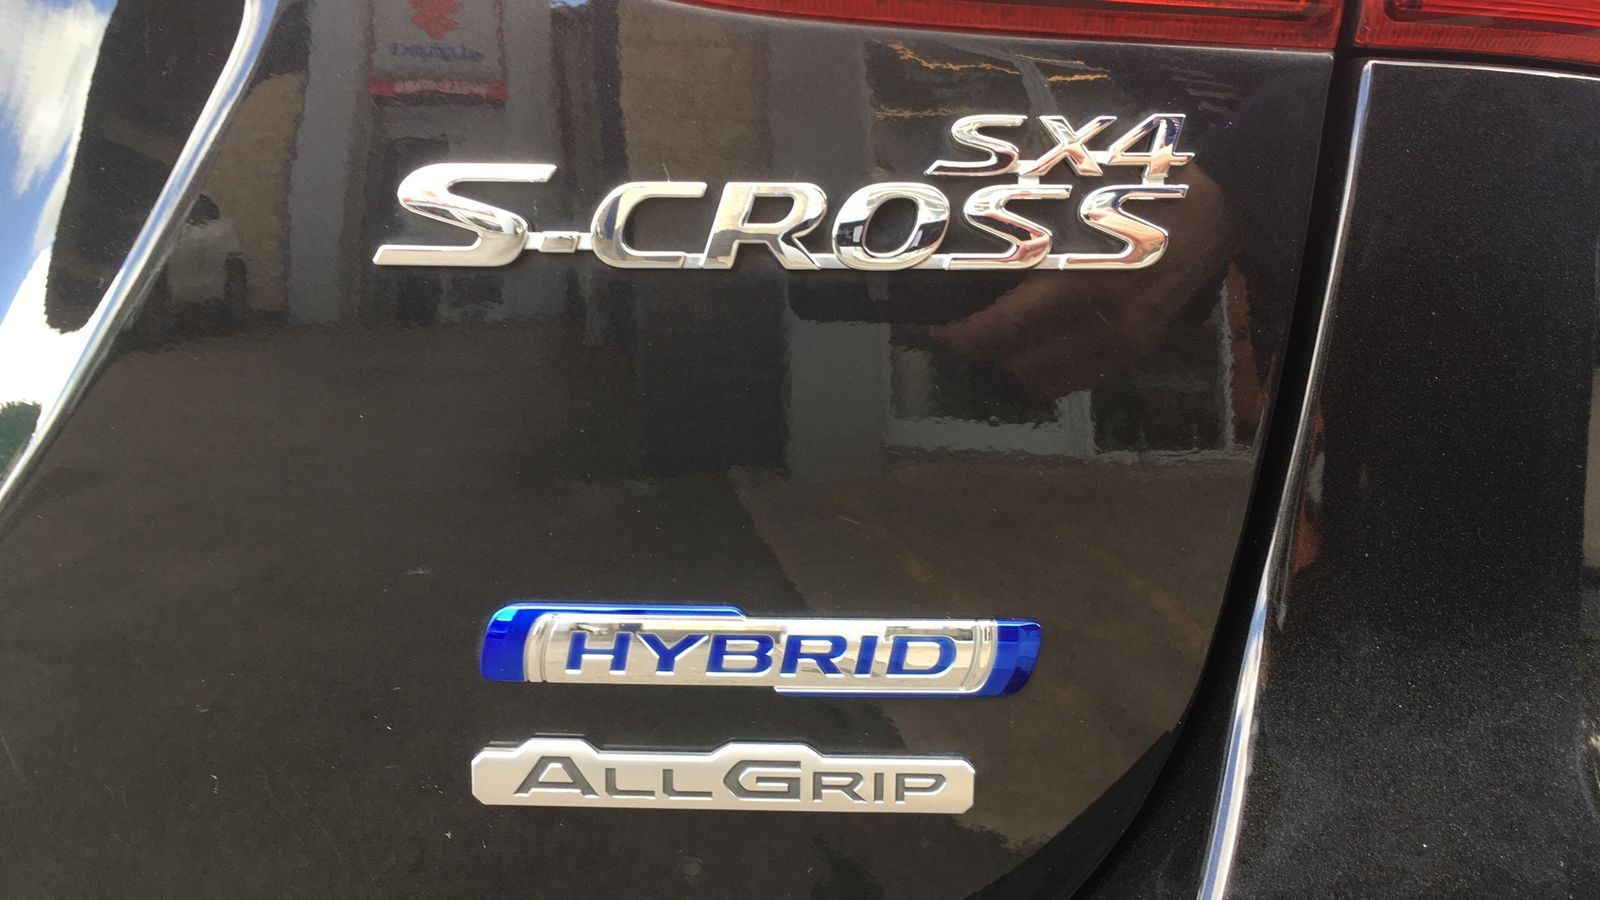 SX4
S-CROSS
HYBRID
ALLGRIP